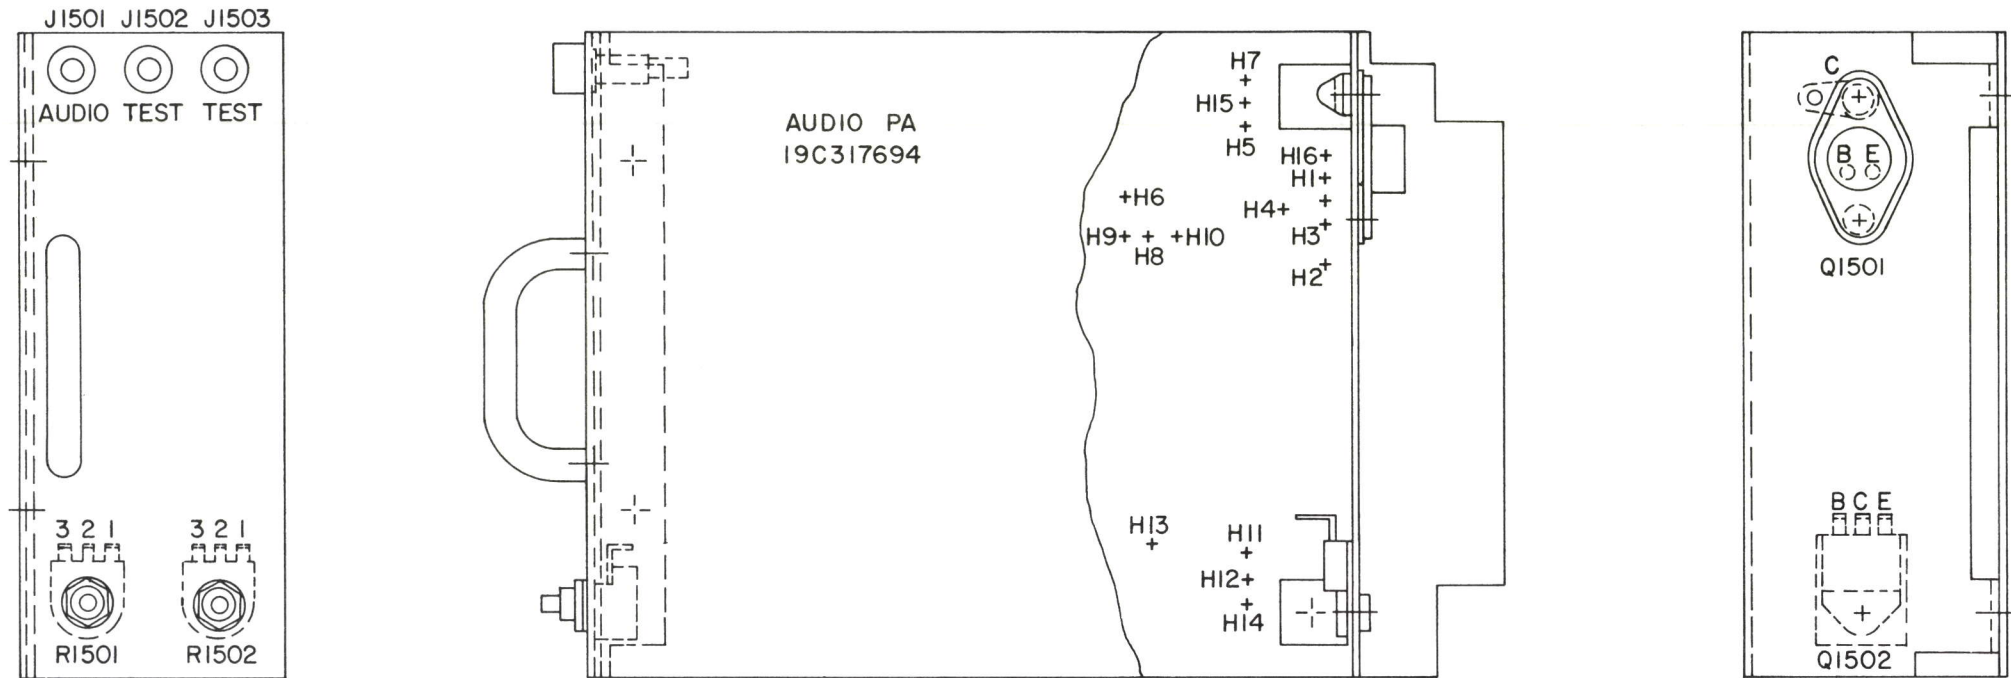 J1501 J1502 J1503
AUDIO TEST TEST
3 2 1
3 2 1
R1501
R1502
AUDIO PA
19C317694
H7
H15
H5
H16
H1
H6
H4
H3
H9
H10
H8
H2
H13
H11
H12
H14
C
B E
Q1501
B C E
Q1502